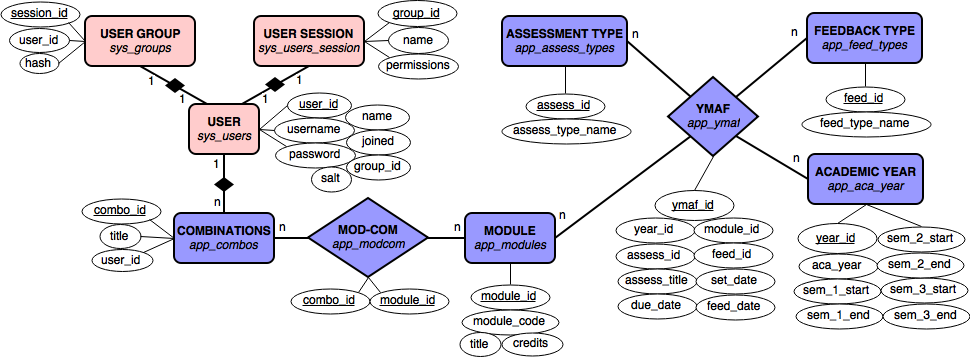 session_id
user_id
hash
USER GROUP
sys_groups
USER SESSION
sys_users_session
group_id
name
permissions
1
1
1
1
USER
sys_users
user_id
username
password
salt
name
joined
group_id
1
n
combo_id
title
user_id
COMBINATIONS
app_combos
n
MOD-COM
app_modcom
combo_id
module_id
n
MODULE
app_modules
n
module_id
module_code
title
credits
ASSESSMENT TYPE
app_assess_types
n
assess_id
assess_type_name
FEEDBACK TYPE
app_feed_types
n
feed_id
feed_type_name
YMAF
app_ymaf
ymaf_id
year_id
module_id
assess_id
feed_id
assess_title
set_date
due_date
feed_date
n
ACADEMIC YEAR
app_aca_year
year_id
sem_2_start
aca_year
sem_2_end
sem_1_start
sem_3_start
sem_1_end
sem_3_end